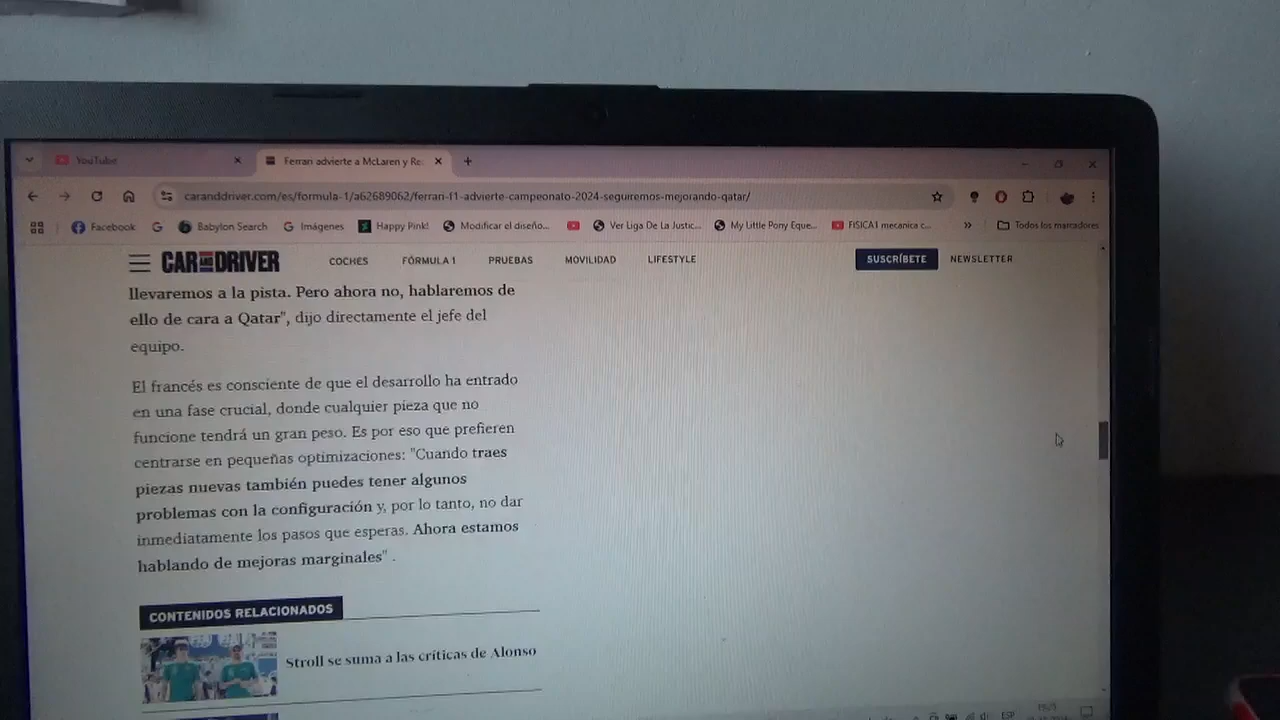 YouTube
Ferrari advierte a McLaren y Re:
caranddriver.com/es/formula-1/a62689062/ferrari-f1-advierte-campeonato-2024-seguiremos-mejorando-qatar/
Facebook
Babylon Search
Imágenes
Happy Pink!
Modificar el diseño...
Ver Liga De La Justic...
My Little Pony Eque...
FISICA1 mecanica c...
Todos los marcadores
CAR AND DRIVER
COCHES
FÓRMULA 1
PRUEBAS
MOVILIDAD
LIFESTYLE
SUSCRÍBETE
NEWSLETTER
llevaremos a la pista. Pero ahora no, hablaremos de
ello de cara a Qatar", dijo directamente el jefe del
equipo.
El francés es consciente de que el desarrollo ha entrado
en una fase crucial, donde cualquier pieza que no
funcione tendrá un gran peso. Es por eso que prefieren
centrarse en pequeñas optimizaciones: "Cuando traes
piezas nuevas también puedes tener algunos
problemas con la configuración y, por lo tanto, no dar
inmediatamente los pasos que esperas. Ahora estamos
hablando de mejoras marginales" .
CONTENIDOS RELACIONADOS
Stroll se suma a las críticas de Alonso
ESP